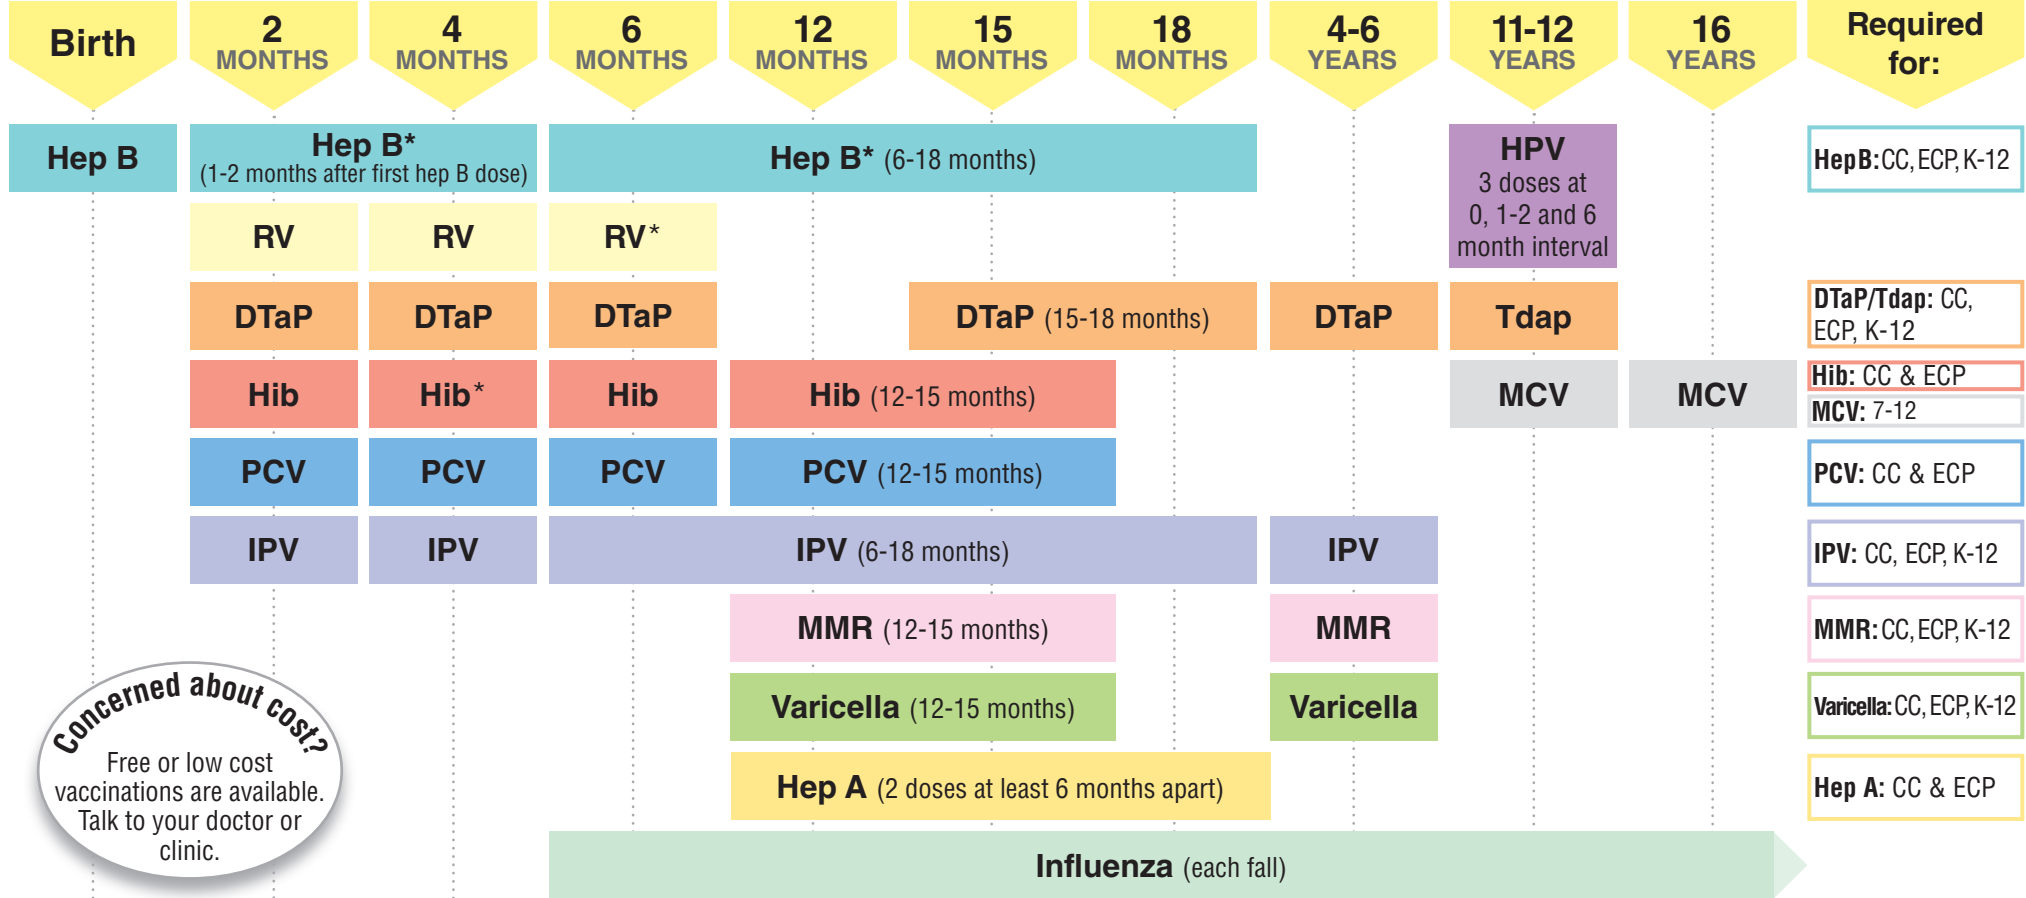 Birth
2
MONTHS
4
MONTHS
6
MONTHS
12
MONTHS
15
MONTHS
18
MONTHS
4-6
YEARS
11-12
YEARS
16
YEARS
Required
for:
Hep B
Hep B*
(1-2 months after first hep B dose)
Hep B* (6-18 months)
HPV
3 doses at
0, 1-2 and 6
month interval
HepB: CC, ECP, K-12
RV
RV
RV*
DTaP
DTaP
DTaP
DTaP (15-18 months)
DTaP
Tdap
DTaP/Tdap: CC,
ECP, K-12
Hib
Hib*
Hib
Hib (12-15 months)
MCV
MCV
Hib: CC & ECP
MCV: 7-12
PCV
PCV
PCV
PCV (12-15 months)
PCV: CC & ECP
IPV
IPV
IPV (6-18 months)
IPV
IPV: CC, ECP, K-12
MMR (12-15 months)
MMR
MMR: CC, ECP, K-12
Varicella (12-15 months)
Varicella
Varicella: CC, ECP, K-12
Hep A (2 doses at least 6 months apart)
Hep A: CC & ECP
Influenza (each fall)
Concerned about cost?
Free or low cost
vaccinations are available.
Talk to your doctor or
clinic.